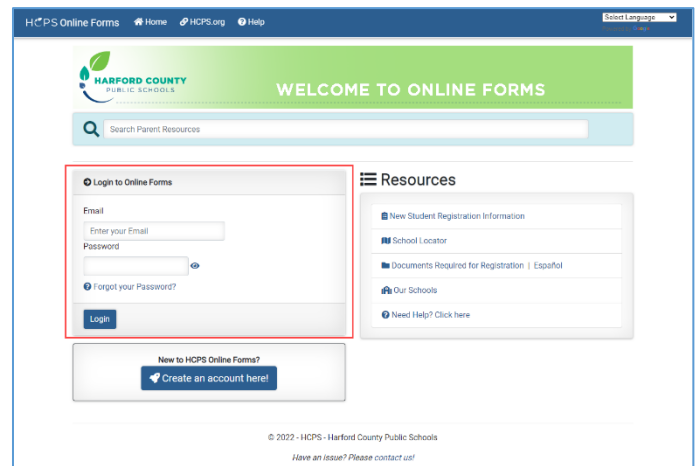 HCPS Online Forms Home HCPS.org Help Select Language
HARFORD COUNTY
PUBLIC SCHOOLS
WELCOME TO ONLINE FORMS
Search Parent Resources
Login to Online Forms
Email
Enter your Email
Password
Forgot your Password?
Login
New to HCPS Online Forms?
Create an account here!
Resources
New Student Registration Information
School Locator
Documents Required for Registration | Español
Our Schools
Need Help? Click here
© 2022 - HCPS - Harford County Public Schools
Have an issue? Please contact us!